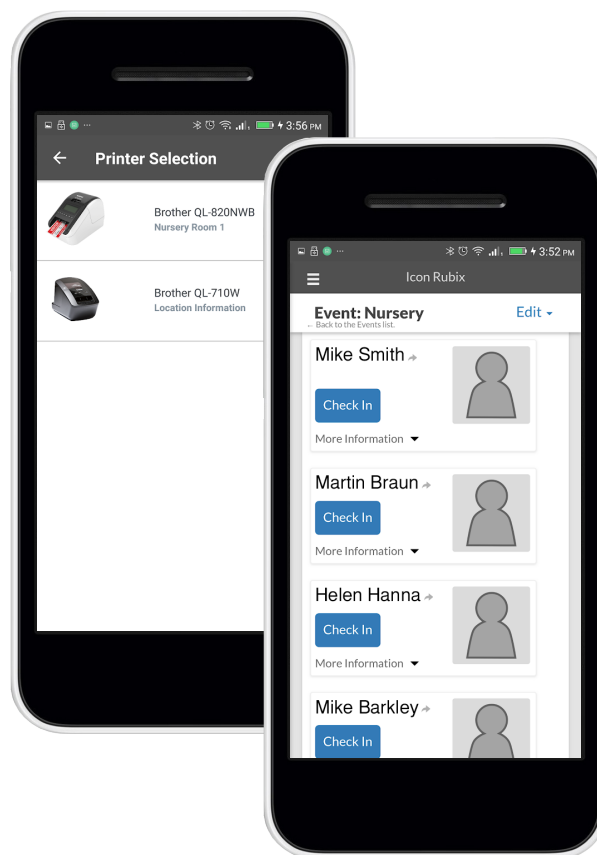 3:56 PM
← Printer Selection
Brother QL-820NWB
Nursery Room 1
Brother QL-710W
Location Information
3:52 PM
Icon Rubix
Event: Nursery
Edit
← Back to the Events list.
Mike Smith
Check In
More Information
Martin Braun
Check In
More Information
Helen Hanna
Check In
More Information
Mike Barkley
Check In